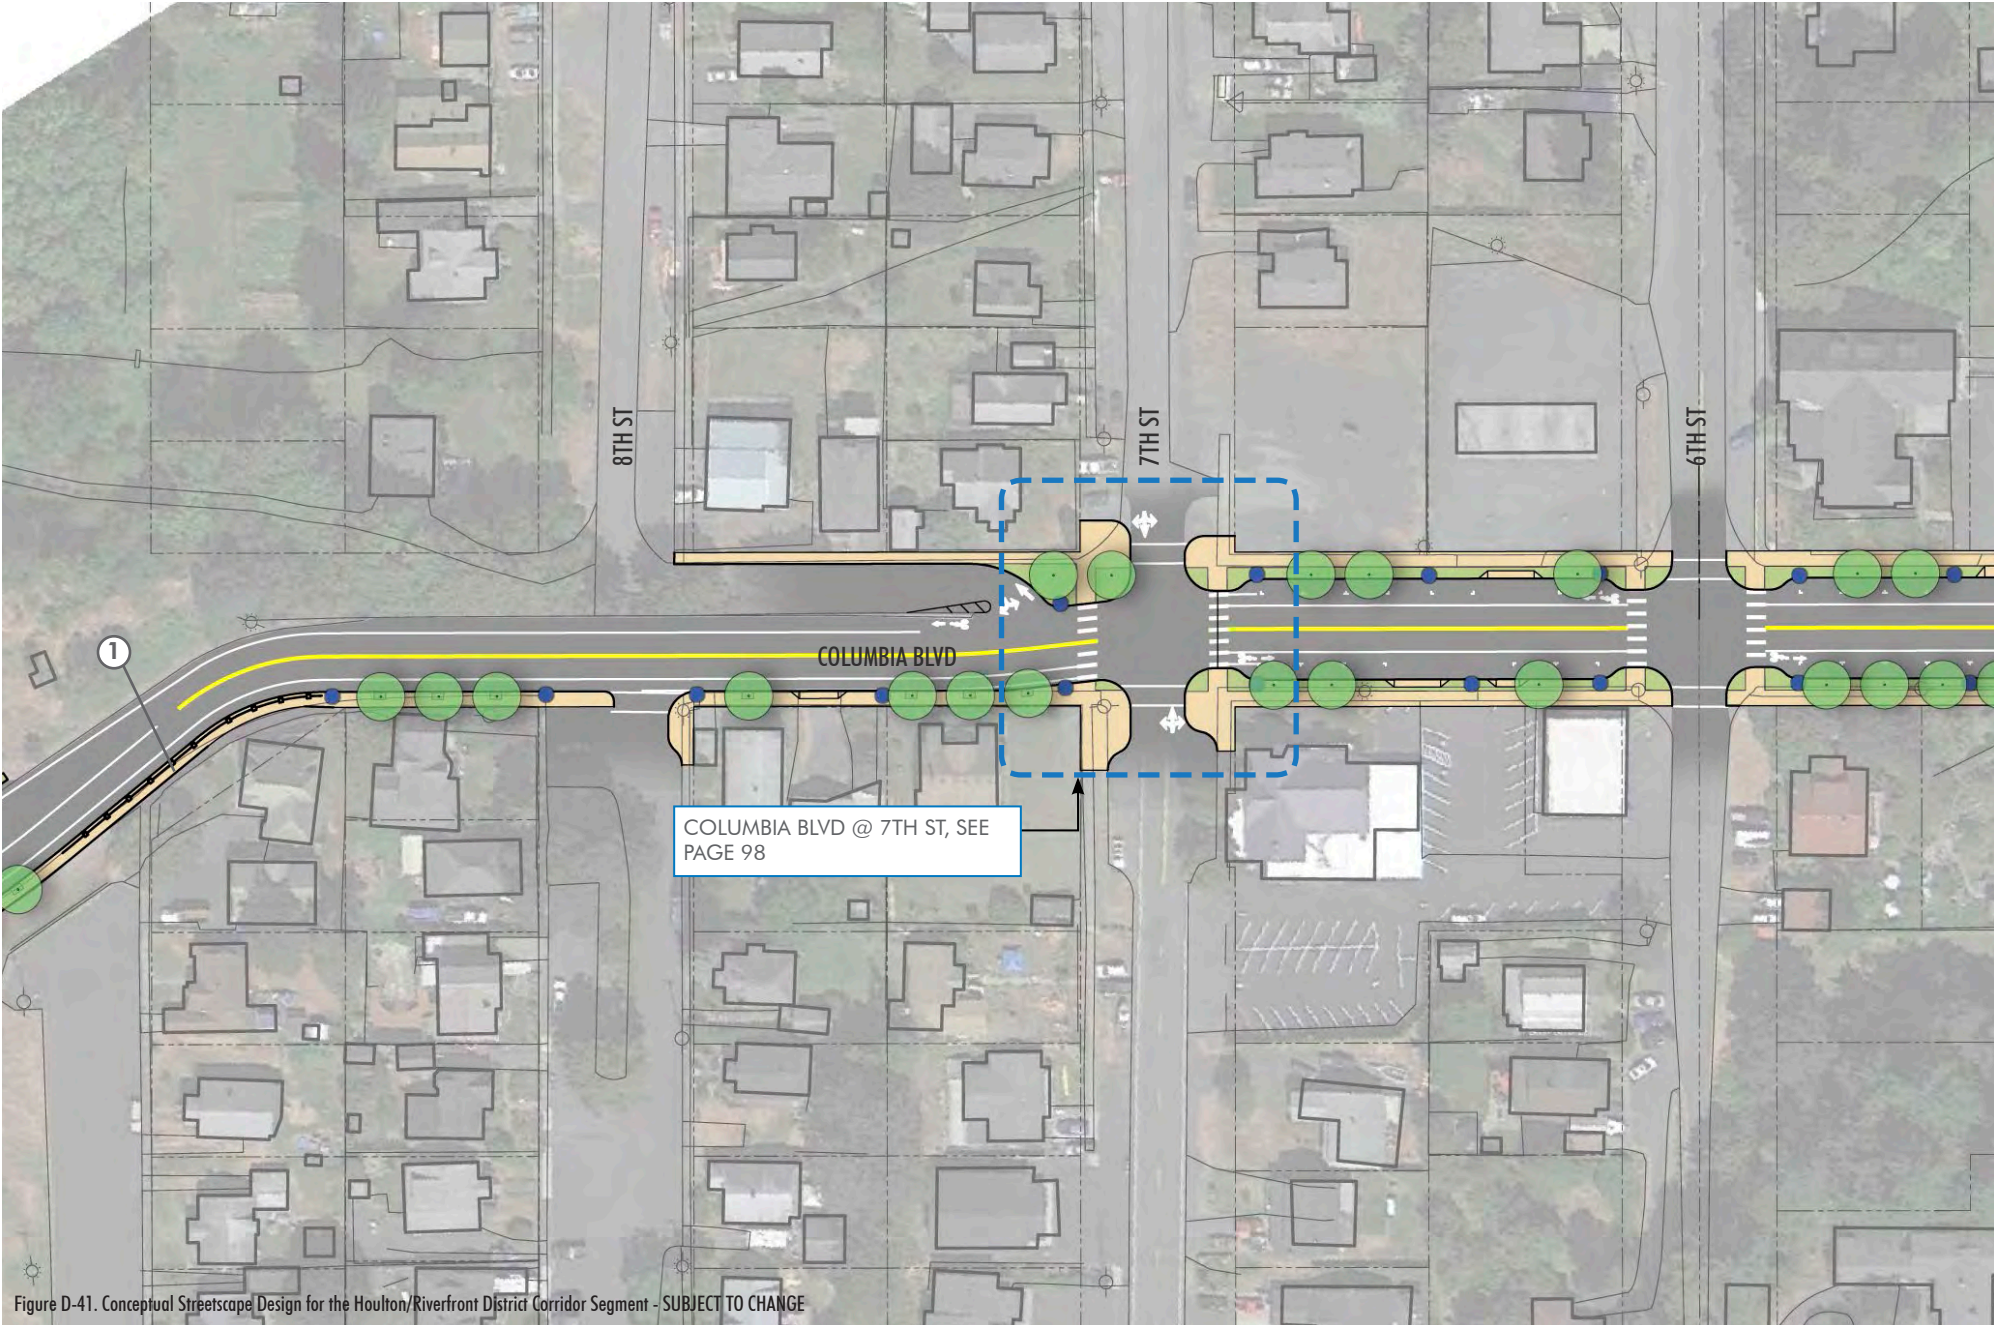 8TH ST
7TH ST
6TH ST
1
COLUMBIA BLVD
COLUMBIA BLVD @ 7TH ST, SEE
PAGE 98
Figure D-41. Conceptual Streetscape Design for the Houlton/Riverfront District Corridor Segment - SUBJECT TO CHANGE